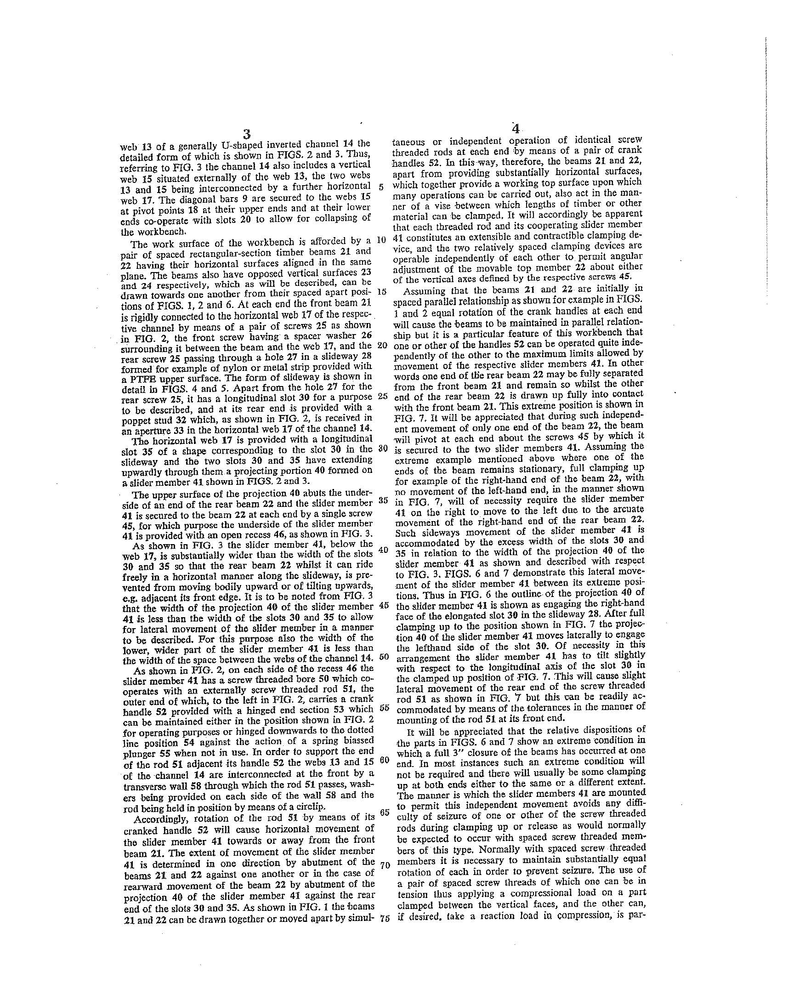 3
web 13 of a generally U-shaped inverted channel 14 the
detailed form of which is shown in FIGS. 2 and 3. Thus,
referring to FIG. 3 the channel 14 also includes a vertical
web 15 situated externally of the web 13, the two webs
13 and 15 being interconnected by a further horizontal
web 17. The diagonal bars 9 are secured to the webs 15
at pivot points 18 at their upper ends and at their lower
ends co-operate with slots 20 to allow for collapsing of
the workbench.
The work surface of the workbench is afforded by a
pair of spaced rectangular-section timber beams 21 and
22 having their horizontal surfaces aligned in the same
plane. The beams also have opposed vertical surfaces 23
and 24 respectively, which as will be described, can be
drawn towards one another from their spaced apart posi-
tions of FIGS. 1, 2 and 6. At each end the front beam 21
is rigidly connected to the horizontal web 17 of the respec-
tive channel by means of a pair of screws 25 as shown
in FIG. 2, the front screw having a spacer washer 26
surrounding it between the beam and the web 17, and the
rear screw 25 passing through a hole 27 in a slideway 28
formed for example of nylon or metal strip provided with
a PTFE upper surface. The form of slideway is shown in
detail in FIGS. 4 and 5. Apart from the hole 27 for the
rear screw 25, it has a longitudinal slot 30 for a purpose
to be described, and at its rear end is provided with a
poppet stud 32 which, as shown in FIG. 2, is received in
an aperture 33 in the horizontal web 17 of the channel 14.
The horizontal web 17 is provided with a longitudinal
slot 35 of a shape corresponding to the slot 30 in the
slideway and the two slots 30 and 35 have extending
upwardly through them a projecting portion 40 formed on
a slider member 41 shown in FIGS. 2 and 3.
The upper surface of the projection 40 abuts the under-
side of an end of the rear beam 22 and the slider member
41 is secured to the beam 22 at each end by a single screw
45, for which purpose the underside of the slider member
41 is provided with an open recess 46, as shown in FIG. 3.
As shown in FIG. 3 the slider member 41, below the
web 17, is substantially wider than the width of the slots
30 and 35 so that the rear beam 22 whilst it can ride
freely in a horizontal manner along the slideway, is pre-
vented from moving bodily upward or of tilting upwards,
e.g. adjacent its front edge. It is to be noted from FIG. 3
that the width of the projection 40 of the slider member
41 is less than the width of the slots 30 and 35 to allow
for lateral movement of the slider member in a manner
to be described. For this purpose also the width of the
lower, wider part of the slider member 41 is less than
the width of the space between the webs of the channel 14.
As shown in FIG. 2, on each side of the recess 46 the
slider member 41 has a screw threaded bore 50 which co-
operates with an externally screw threaded rod 51, the
outer end of which, to the left in FIG. 2, carries a crank
handle 52 provided with a hinged end section 53 which
can be maintained either in the position shown in FIG. 2
for operating purposes or hinged downwards to the dotted
line position 54 against the action of a spring biassed
plunger 55 when not in use. In order to support the end
of the rod 51 adjacent its handle 52 the webs 13 and 15
of the channel 14 are interconnected at the front by a
transverse wall 58 through which the rod 51 passes, wash-
ers being provided on each side of the wall 58 and the
rod being held in position by means of a circlip.
Accordingly, rotation of the rod 51 by means of its
cranked handle 52 will cause horizontal movement of
the slider member 41 towards or away from the front
beam 21. The extent of movement of the slider member
41 is determined in one direction by abutment of the
beams 21 and 22 against one another or in the case of
rearward movement of the beam 22 by abutment of the
projection 40 of the slider member 41 against the rear
end of the slots 30 and 35. As shown in FIG. 1 the beams
21 and 22 can be drawn together or moved apart by simul-
5
10
15
20
25
30
35
40
45
50
55
60
65
70
75
4
taneous or independent operation of identical screw
threaded rods at each end by means of a pair of crank
handles 52. In this way, therefore, the beams 21 and 22,
apart from providing substantially horizontal surfaces,
which together provide a working top surface upon which
many operations can be carried out, also act in the man-
ner of a vise between which lengths of timber or other
material can be clamped. It will accordingly be apparent
that each threaded rod and its cooperating slider member
41 constitutes an extensible and contractible clamping de-
vice, and the two relatively spaced clamping devices are
operable independently of each other to permit angular
adjustment of the movable top member 22 about either
of the vertical axes defined by the respective screws 45.
Assuming that the beams 21 and 22 are initially in
spaced parallel relationship as shown for example in FIGS.
1 and 2 equal rotation of the crank handles at each end
will cause the beams to be maintained in parallel relation-
ship but it is a particular feature of this workbench that
one or other of the handles 52 can be operated quite inde-
pendently of the other to the maximum limits allowed by
movement of the respective slider members 41. In other
words one end of the rear beam 22 may be fully separated
from the front beam 21 and remain so whilst the other
end of the rear beam 22 is drawn up fully into contact
with the front beam 21. This extreme position is shown in
FIG. 7. It will be appreciated that during such independ-
ent movement of only one end of the beam 22, the beam
will pivot at each end about the screws 45 by which it
is secured to the two slider members 41. Assuming the
extreme example mentioned above where one of the
ends of the beam remains stationary, full clamping up
for example of the right-hand end of the beam 22, with
no movement of the left-hand end, in the manner shown
in FIG. 7, will of necessity require the slider member
41 on the right to move to the left due to the arcuate
movement of the right-hand end of the rear beam 22.
Such sideways movement of the slider member 41 is
accommodated by the excess width of the slots 30 and
35 in relation to the width of the projection 40 of the
slider member 41 as shown and described with respect
to FIG. 3. FIGS. 6 and 7 demonstrate this lateral move-
ment of the slider member 41 between its extreme posi-
tions. Thus in FIG. 6 the outline of the projection 40 of
the slider member 41 is shown as engaging the right-hand
face of the elongated slot 30 in the slideway 28. After full
clamping up to the position shown in FIG. 7 the projec-
tion 40 of the slider member 41 moves laterally to engage
the lefthand side of the slot 30. Of necessity in this
arrangement the slider member 41 has to tilt slightly
with respect to the longitudinal axis of the slot 30 in
the clamped up position of FIG. 7. This will cause slight
lateral movement of the rear end of the screw threaded
rod 51 as shown in FIG. 7 but this can be readily ac-
commodated by means of the tolerances in the manner of
mounting of the rod 51 at its front end.
It will be appreciated that the relative dispositions of
the parts in FIGS. 6 and 7 show an extreme condition in
which a full 3″ closure of the beams has occurred at one
end. In most instances such an extreme condition will
not be required and there will usually be some clamping
up at both ends either to the same or a different extent.
The manner is which the slider members 41 are mounted
to permit this independent movement avoids any diffi-
culty of seizure of one or other of the screw threaded
rods during clamping up or release as would normally
be expected to occur with spaced screw threaded mem-
bers of this type. Normally with spaced screw threaded
members it is necessary to maintain substantially equal
rotation of each in order to prevent seizure. The use of
a pair of spaced screw threads of which one can be in
tension thus applying a compressional load on a part
clamped between the vertical faces, and the other can,
if desired, take a reaction load in compression, is par-